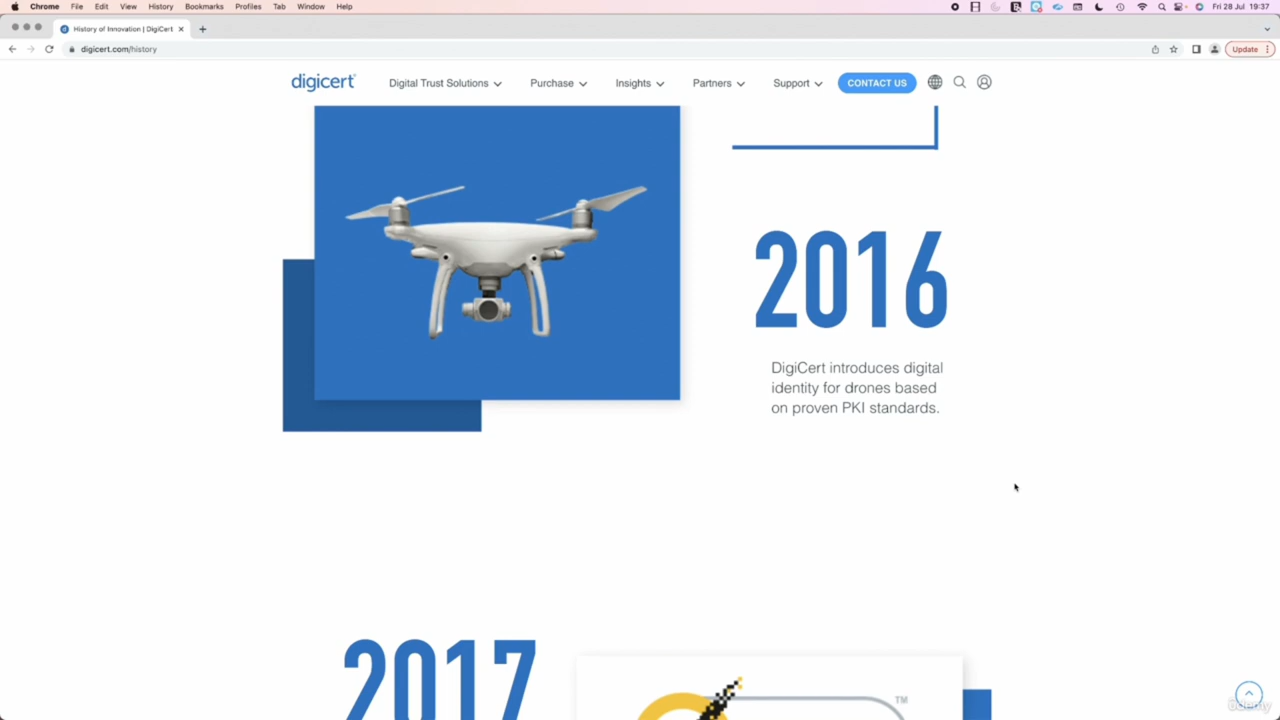 Chrome File Edit View History Bookmarks Profiles Tab Window Help Fri 28 Jul 19:37
History of Innovation | DigiCert
digicert.com/history Update
digicert® Digital Trust Solutions Purchase Insights Partners Support CONTACT US
2016
DigiCert introduces digital
identity for drones based
on proven PKI standards.
2017
TM
udemy